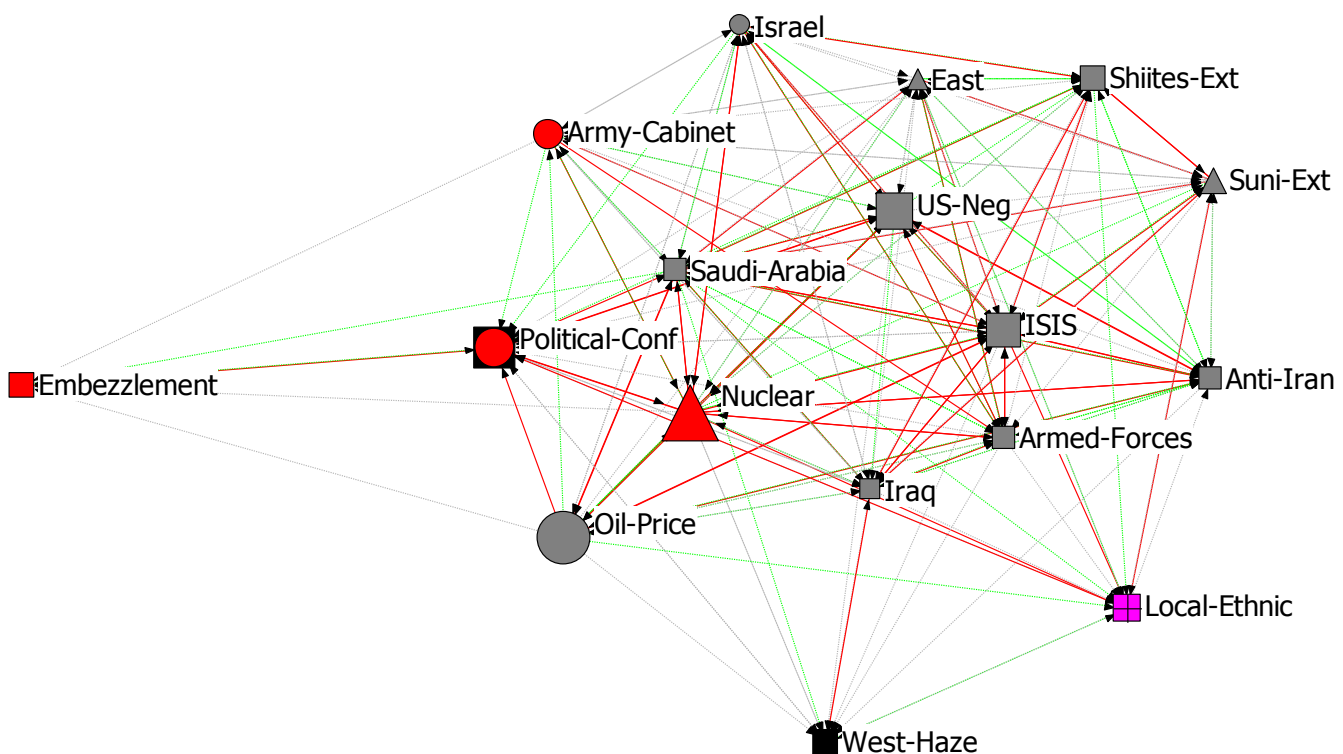 Israel
East
Shiites-Ext
Army-Cabinet
Suni-Ext
US-Neg
Saudi-Arabia
ISIS
Political-Conf
Anti-Iran
Embezzlement
Nuclear
Armed-Forces
Iraq
Oil-Price
Local-Ethnic
West-Haze